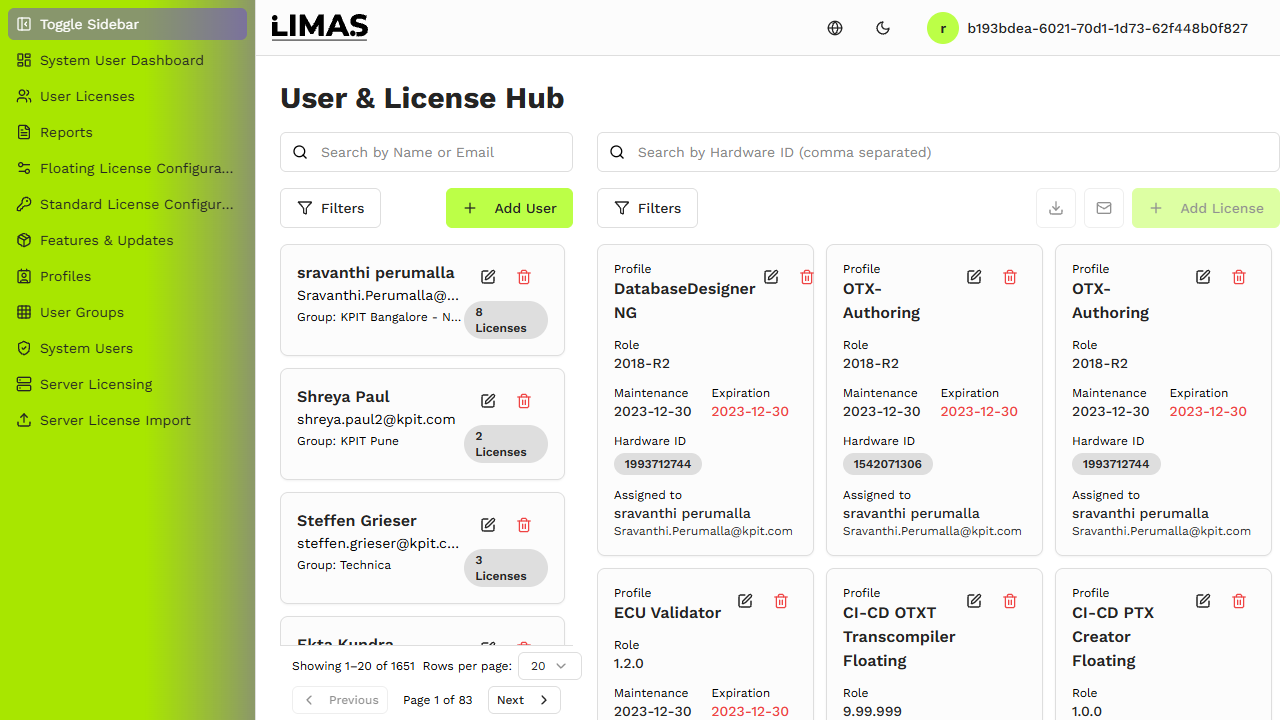 Toggle Sidebar
System User Dashboard
User Licenses
Reports
Floating License Configura...
Standard License Configur...
Features & Updates
Profiles
User Groups
System Users
Server Licensing
Server License Import
LIMAS
r
b193bdea-6021-70d1-1d73-62f448b0f827
User & License Hub
Search by Name or Email
Filters
Add User
sravanthi perumalla
Sravanthi.Perumalla@...
Group: KPIT Bangalore - N...
8
Licenses
Shreya Paul
shreya.paul2@kpit.com
Group: KPIT Pune
2
Licenses
Steffen Grieser
steffen.grieser@kpit.c...
Group: Technica
3
Licenses
Ekta Kundra
Showing 1–20 of 1651
Rows per page:
20
Previous
Page 1 of 83
Next
Search by Hardware ID (comma separated)
Filters
Add License
Profile
DatabaseDesigner
NG
Role
2018-R2
Maintenance
2023-12-30
Expiration
2023-12-30
Hardware ID
1993712744
Assigned to
sravanthi perumalla
Sravanthi.Perumalla@kpit.com
Profile
OTX-
Authoring
Role
2018-R2
Maintenance
2023-12-30
Expiration
2023-12-30
Hardware ID
1542071306
Assigned to
sravanthi perumalla
Sravanthi.Perumalla@kpit.com
Profile
OTX-
Authoring
Role
2018-R2
Maintenance
2023-12-30
Expiration
2023-12-30
Hardware ID
1993712744
Assigned to
sravanthi perumalla
Sravanthi.Perumalla@kpit.com
Profile
ECU Validator
Role
1.2.0
Maintenance
2023-12-30
Expiration
2023-12-30
Profile
CI-CD OTXT
Transcompiler
Floating
Role
9.99.999
Profile
CI-CD PTX
Creator
Floating
Role
1.0.0